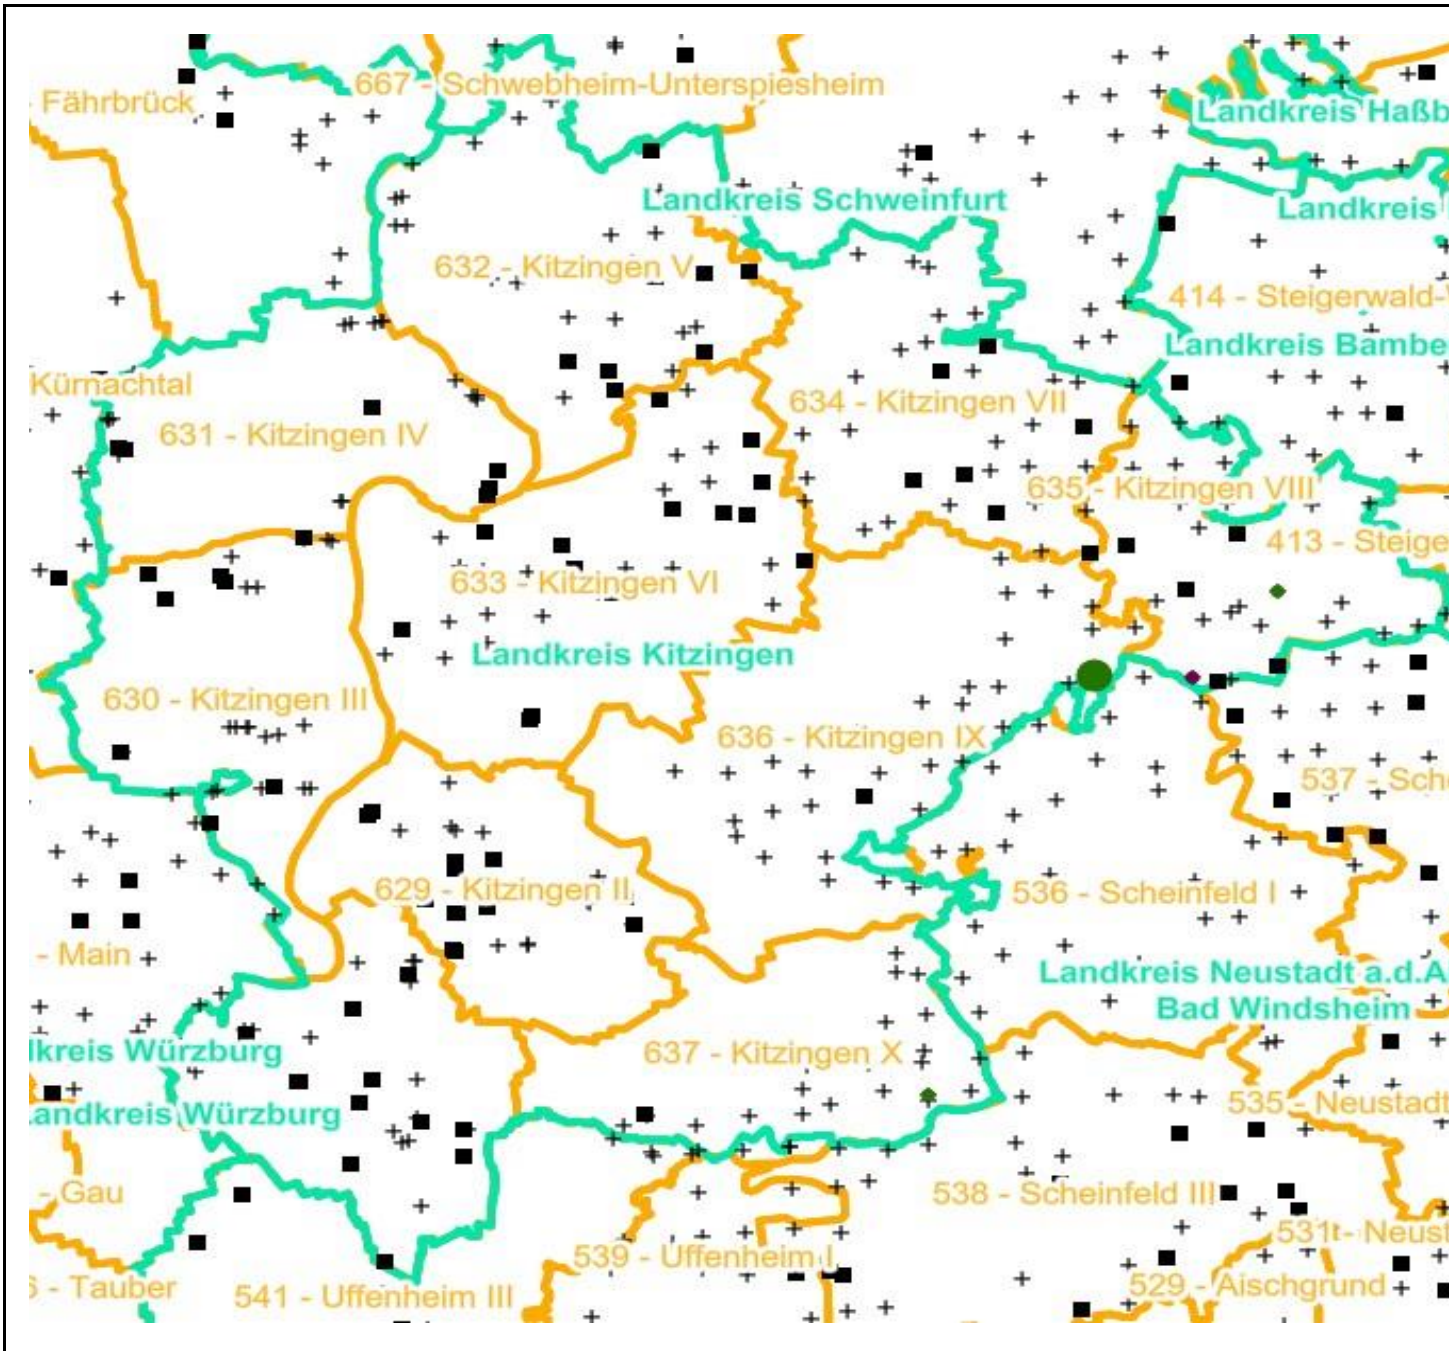 667 - Schwebheim-Unterspiesheim
Fährbrück
Landkreis Haßb
Landkreis Schweinfurt
Landkreis
632 - Kitzingen V
414 - Steigerwald-
Landkreis Bambe
Kürnachtal
634 - Kitzingen VII
631 - Kitzingen IV
635 - Kitzingen VIII
413 - Steige
633 - Kitzingen VI
Landkreis Kitzingen
630 - Kitzingen III
636 - Kitzingen IX
537 - Sch
629 - Kitzingen II
536 - Scheinfeld I
- Main
Landkreis Neustadt a.d.A
Bad Windsheim
lkreis Würzburg
637 - Kitzingen X
535 - Neustadt
andkreis Würzburg
- Gau
538 - Scheinfeld III
531 - Neust
539 - Uffenheim I
6 - Tauber
541 - Uffenheim III
529 - Aischgrund